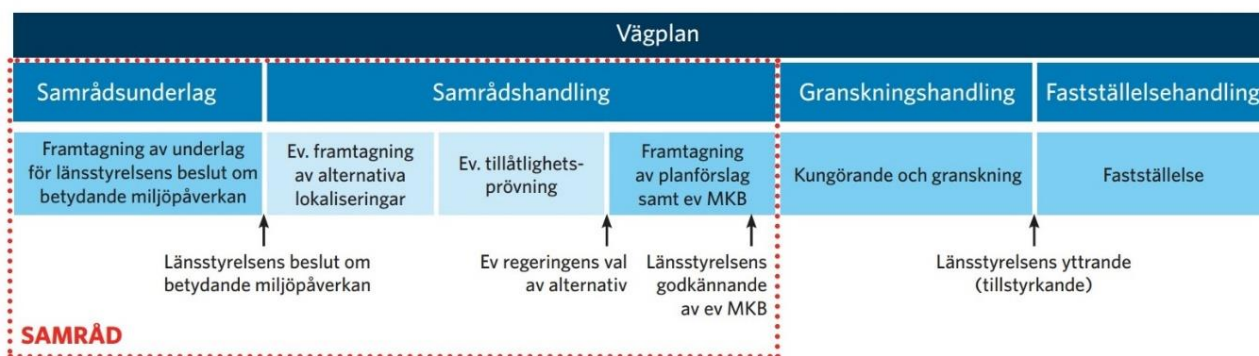 Vägplan
Samrådsunderlag
Samrådshandling
Granskningshandling
Fastställelsehandling
Framtagning av underlag
för länsstyrelsens beslut om
betydande miljöpåverkan
Ev. framtagning
av alternativa
lokaliseringar
Ev. tillåtlighets-
prövning
Framtagning
av planförslag
samt ev MKB
Kungörande och granskning
Fastställelse
Länsstyrelsens beslut om
betydande miljöpåverkan
Ev regeringens val
av alternativ
Länsstyrelsens
godkännande
av ev MKB
Länsstyrelsens yttrande
(tillstyrkande)
SAMRÅD